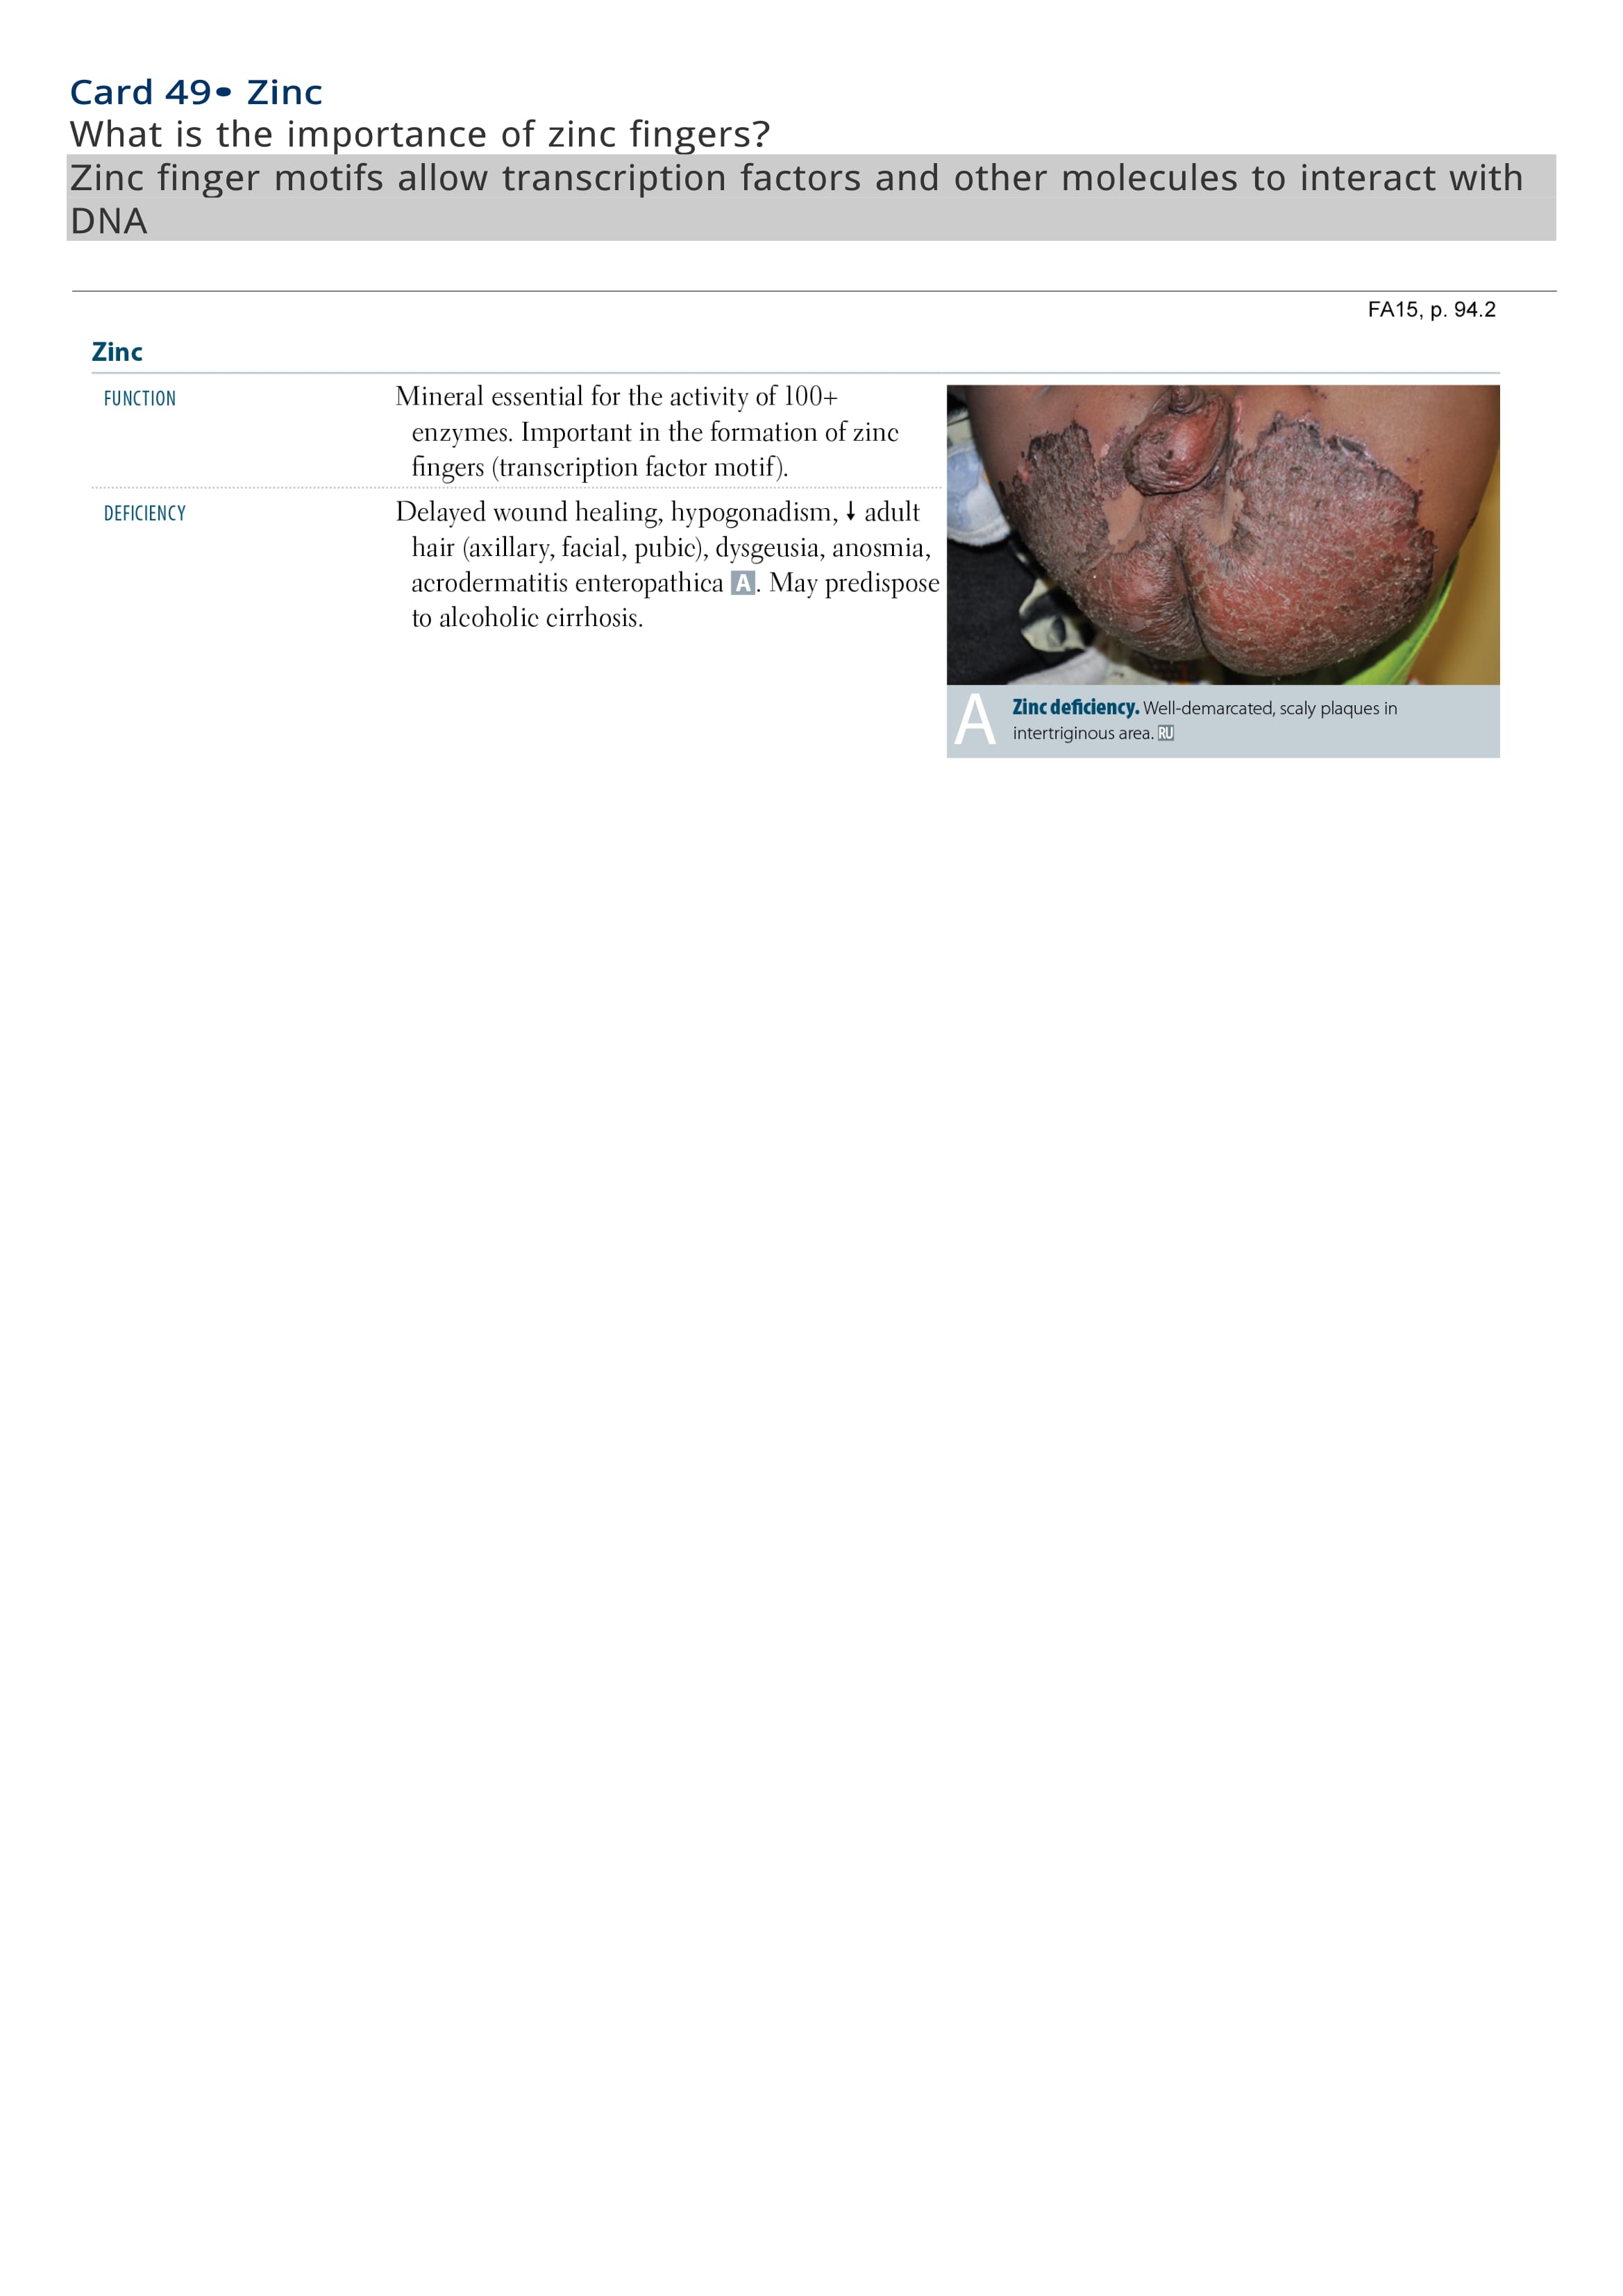 Card 49• Zinc
What is the importance of zinc fingers?
Zinc finger motifs allow transcription factors and other molecules to interact with
DNA
FA15, p. 94.2
Zinc
FUNCTION
Mineral essential for the activity of 100+
enzymes. Important in the formation of zinc
fingers (transcription factor motif).
DEFICIENCY
Delayed wound healing, hypogonadism, ↓ adult
hair (axillary, facial, pubic), dysgeusia, anosmia,
acrodermatitis enteropathica A. May predispose
to alcoholic cirrhosis.
A
Zinc deficiency. Well-demarcated, scaly plaques in
intertriginous area. RU